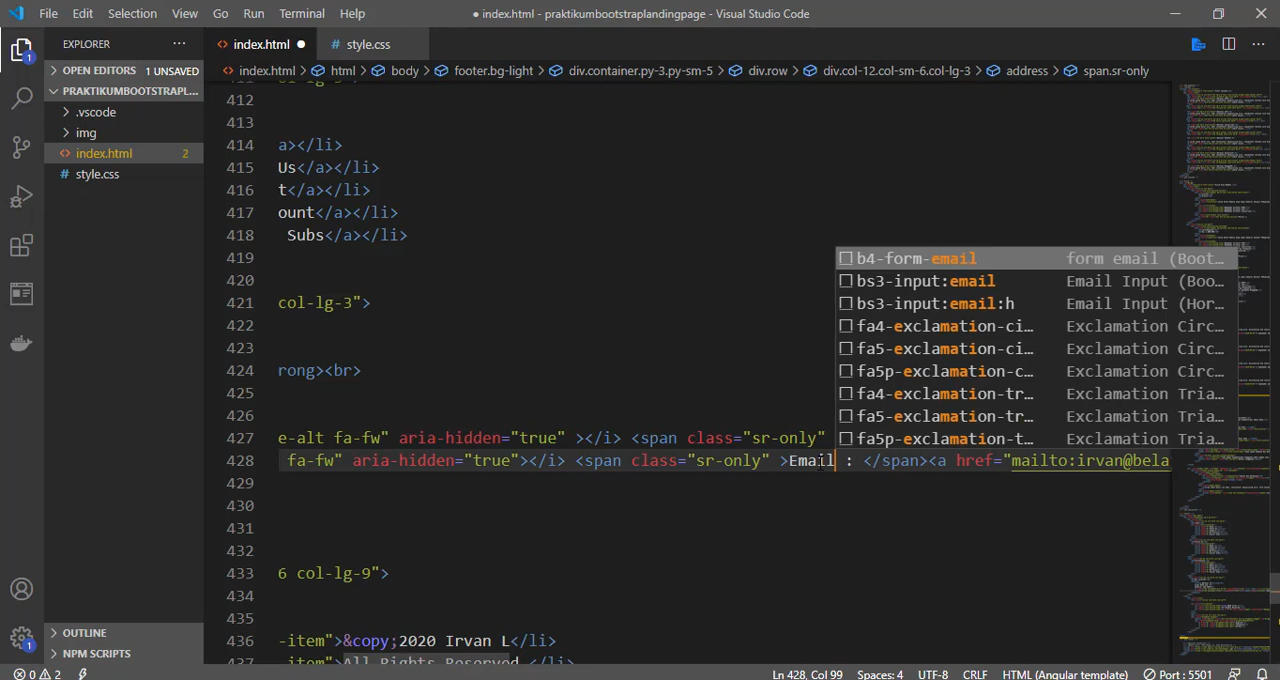 File Edit Selection View Go Run Terminal Help
● index.html - praktikumbootstraplandingpage - Visual Studio Code
EXPLORER
index.html
style.css
OPEN EDITORS 1 UNSAVED
index.html > html > body > footer.bg-light > div.container.py-3.py-sm-5 > div.row > div.col-12.col-sm-6.col-lg-3 > address > span.sr-only
PRAKTIKUMBOOTSTRAPL...
.vscode
img
index.html 2
style.css
412
413
414 a></li>
415 Us</a></li>
416 t</a></li>
417 ount</a></li>
418 Subs</a></li>
419
420
421 col-lg-3">
422
423
424 rong><br>
425
426
427 e-alt fa-fw" aria-hidden="true" ></i> <span class="sr-only"
428 fa-fw" aria-hidden="true"></i> <span class="sr-only" >Email : </span><a href="mailto:irvan@bela
429
430
431
432
433 6 col-lg-9">
434
435
436 -item">&copy;2020 Irvan L</li>
437 -item">All Rights Reserved </li>
b4-form-email form email (Boot...
bs3-input:email Email Input (Boo...
bs3-input:email:h Email Input (Hor...
fa4-exclamation-ci... Exclamation Circ...
fa5-exclamation-ci... Exclamation Circ...
fa5p-exclamation-c... Exclamation Circ...
fa4-exclamation-tr... Exclamation Tria...
fa5-exclamation-tr... Exclamation Tria...
fa5p-exclamation-t... Exclamation Tria...
OUTLINE
NPM SCRIPTS
0 2 Ln 428, Col 99 Spaces: 4 UTF-8 CRLF HTML (Angular template) Port : 5501